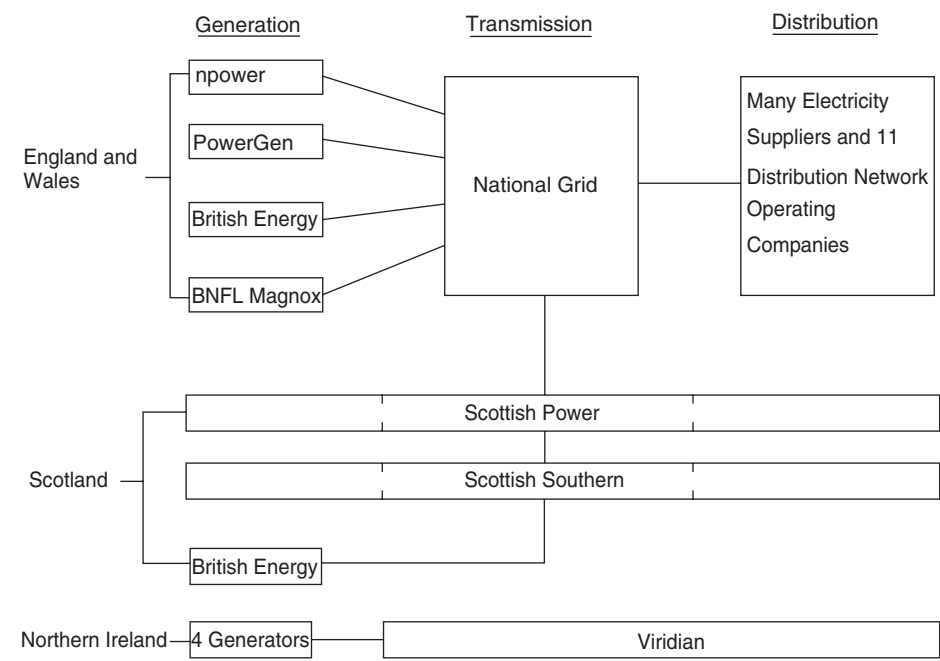 Generation
Transmission
Distribution
England and
Wales
npower
PowerGen
British Energy
BNFL Magnox
National Grid
Many Electricity
Suppliers and 11
Distribution Network
Operating
Companies
Scotland
Scottish Power
Scottish Southern
British Energy
Northern Ireland
4 Generators
Viridian